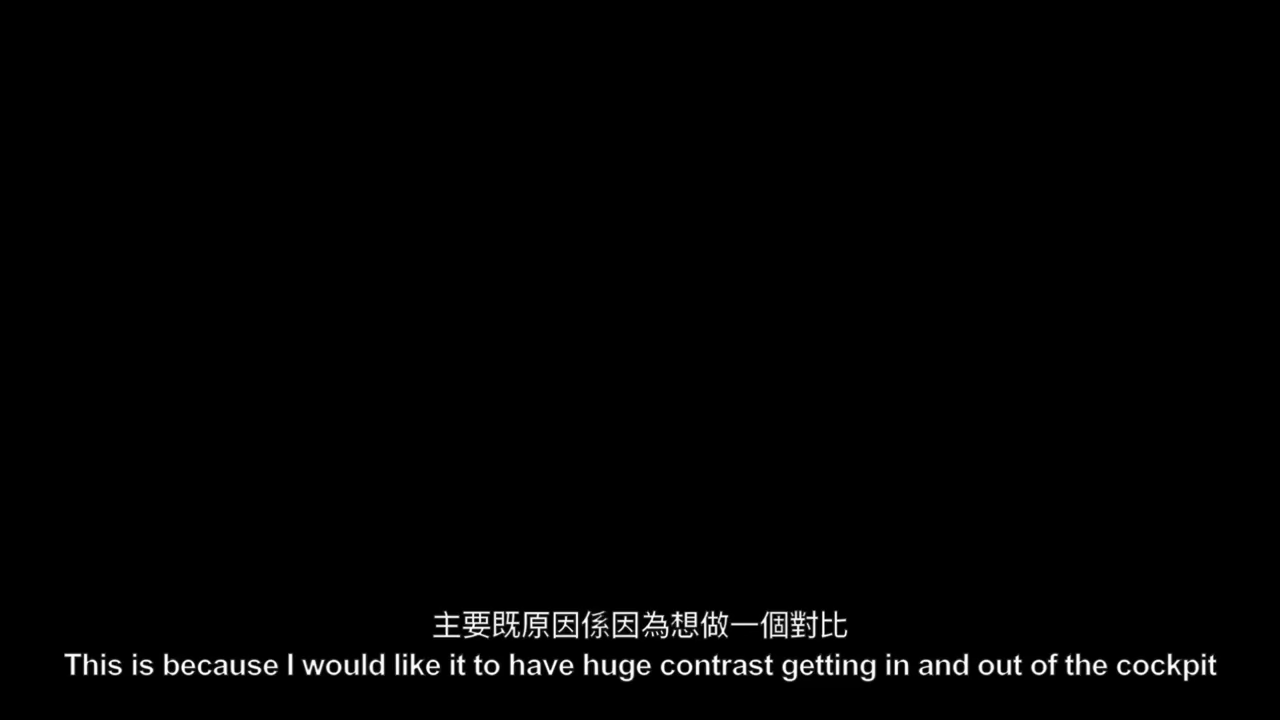 主要既原因係因為想做一個對比
This is because I would like it to have huge contrast getting in and out of the cockpit